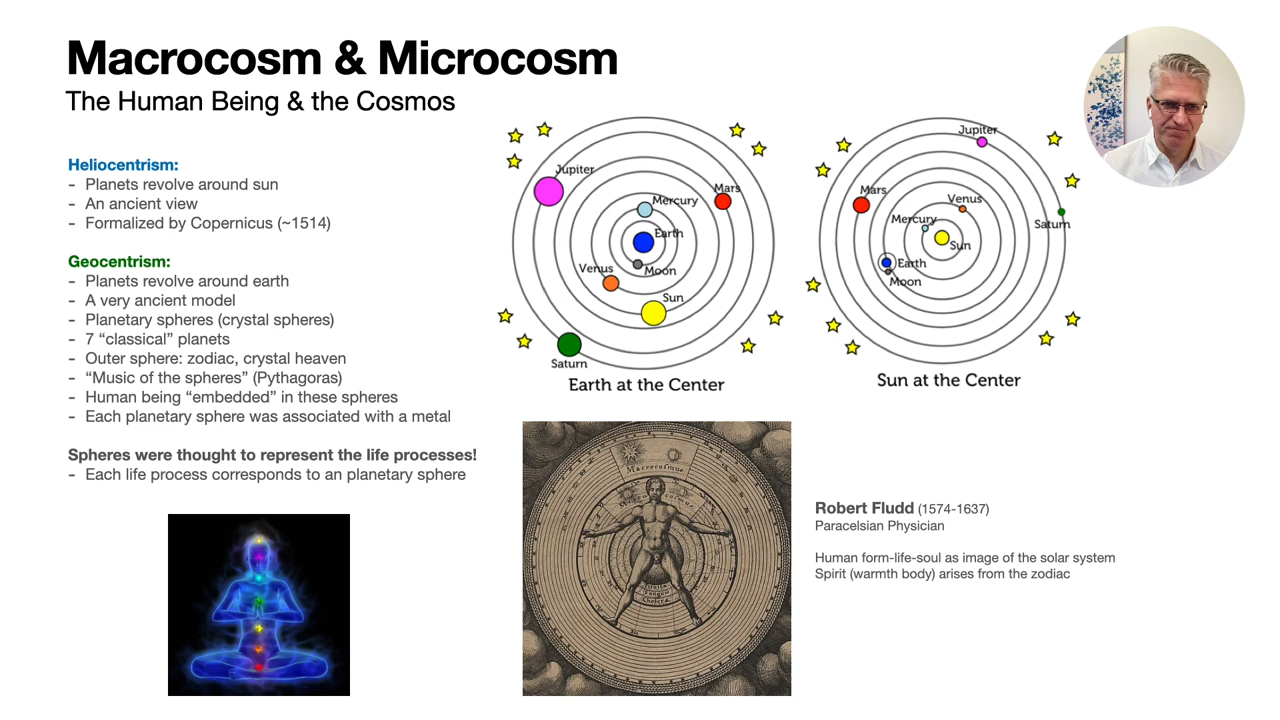 Macrocosm & Microcosm
The Human Being & the Cosmos
Heliocentrism:
- Planets revolve around sun
- An ancient view
- Formalized by Copernicus (~1514)
Geocentrism:
- Planets revolve around earth
- A very ancient model
- Planetary spheres (crystal spheres)
- 7 “classical” planets
- Outer sphere: zodiac, crystal heaven
- “Music of the spheres” (Pythagoras)
- Human being “embedded” in these spheres
- Each planetary sphere was associated with a metal
Spheres were thought to represent the life processes!
- Each life process corresponds to an planetary sphere
Jupiter
Mars
Mercury
Earth
Moon
Venus
Sun
Saturn
Earth at the Center
Jupiter
Mars
Venus
Mercury
Saturn
Sun
Earth
Moon
Sun at the Center
Macrocosmus
Robert Fludd (1574-1637)
Paracelsian Physician
Human form-life-soul as image of the solar system
Spirit (warmth body) arises from the zodiac